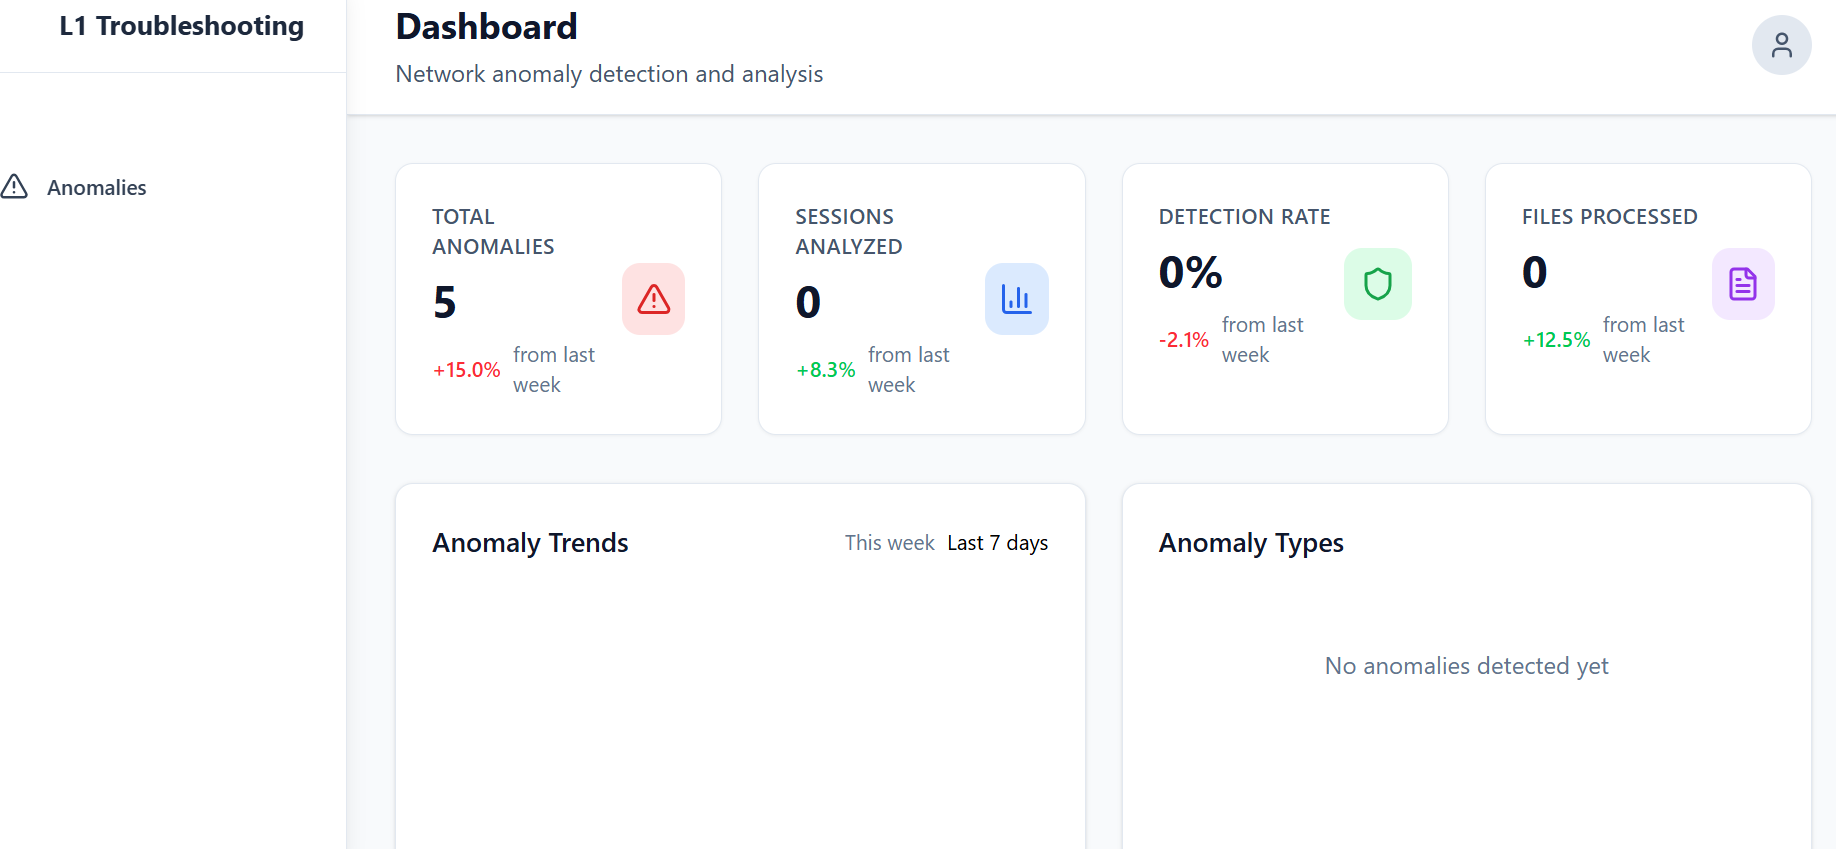 L1 Troubleshooting
Anomalies
Dashboard
Network anomaly detection and analysis
TOTAL
ANOMALIES
5
+15.0%
from last
week
SESSIONS
ANALYZED
0
+8.3%
from last
week
DETECTION RATE
0%
-2.1%
from last
week
FILES PROCESSED
0
+12.5%
from last
week
Anomaly Trends
This week Last 7 days
Anomaly Types
No anomalies detected yet